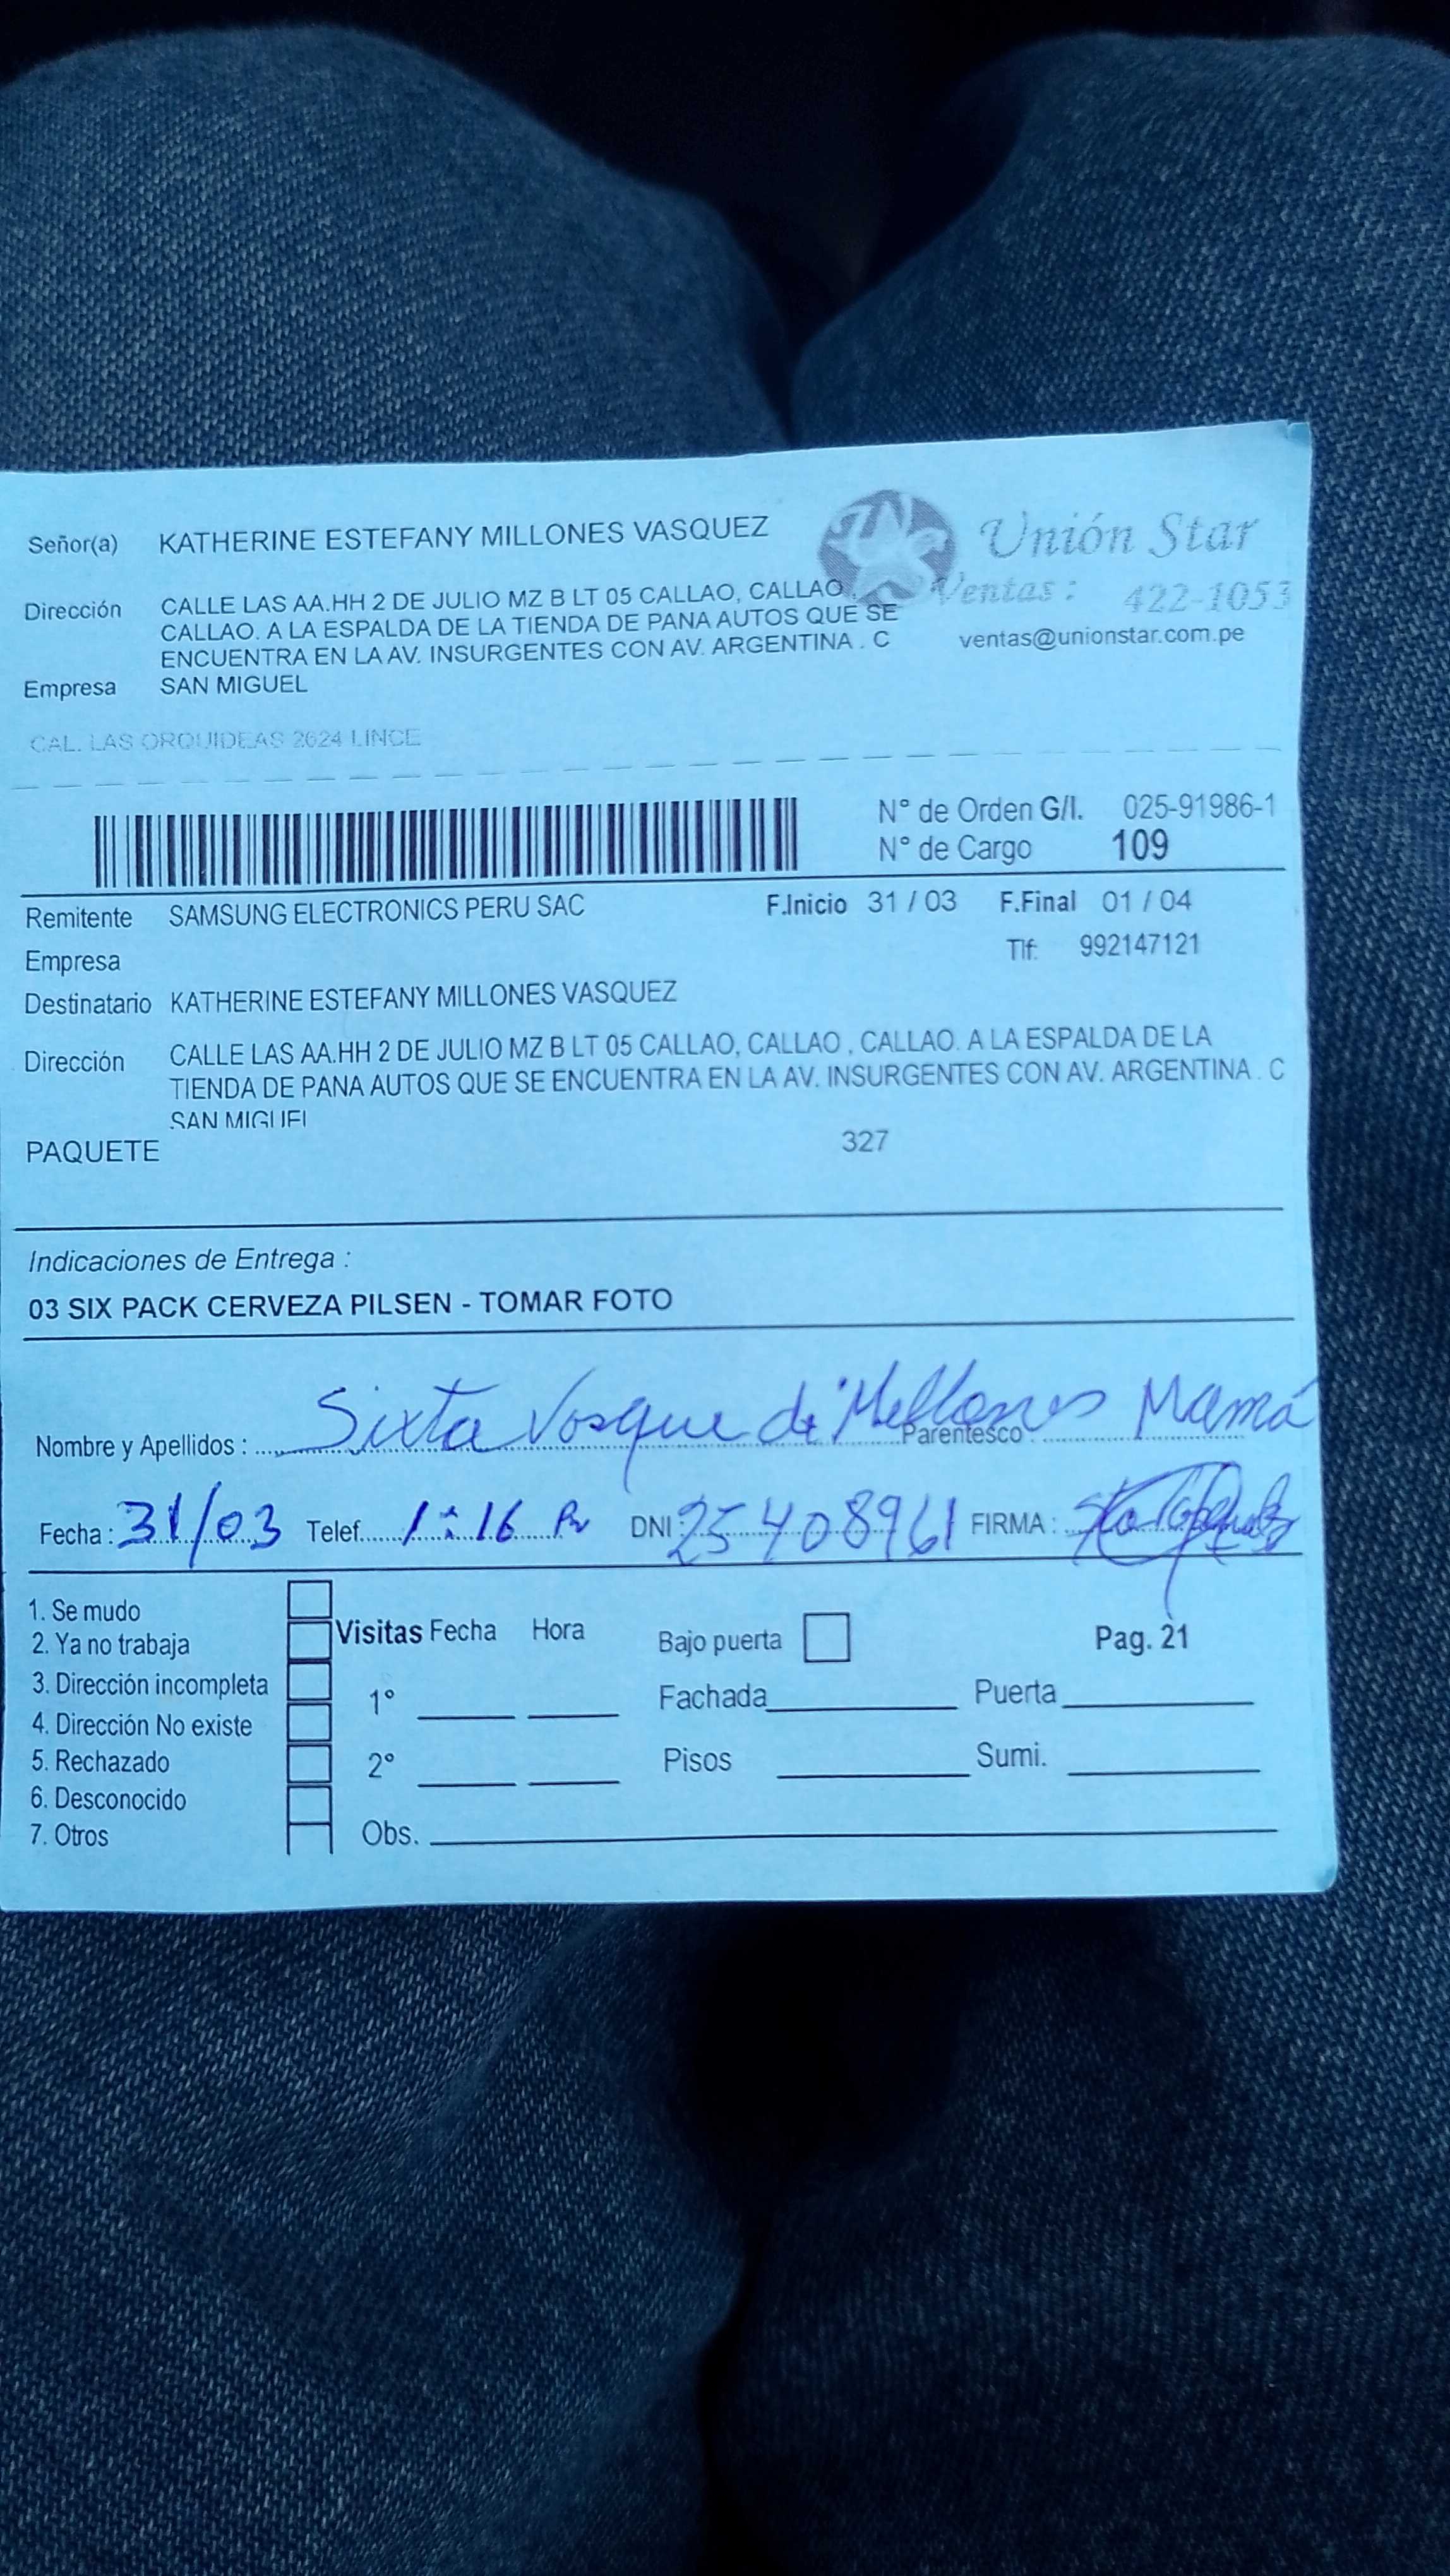 Señor(a) KATHERINE ESTEFANY MILLONES VASQUEZ
Unión Star
Ventas: 422-1053
ventas@unionstar.com.pe
Dirección CALLE LAS AA.HH 2 DE JULIO MZ B LT 05 CALLAO, CALLAO ,
CALLAO. A LA ESPALDA DE LA TIENDA DE PANA AUTOS QUE SE
ENCUENTRA EN LA AV. INSURGENTES CON AV. ARGENTINA . C
Empresa SAN MIGUEL
CAL. LAS ORQUIDEAS 2624 LINCE
N° de Orden G/I. 025-91986-1
N° de Cargo 109
Remitente SAMSUNG ELECTRONICS PERU SAC F.Inicio 31 / 03 F.Final 01 / 04
Empresa Tlf: 992147121
Destinatario KATHERINE ESTEFANY MILLONES VASQUEZ
Dirección CALLE LAS AA.HH 2 DE JULIO MZ B LT 05 CALLAO, CALLAO , CALLAO. A LA ESPALDA DE LA
TIENDA DE PANA AUTOS QUE SE ENCUENTRA EN LA AV. INSURGENTES CON AV. ARGENTINA . C
SAN MIGUEL
PAQUETE 327
Indicaciones de Entrega :
03 SIX PACK CERVEZA PILSEN - TOMAR FOTO
Nombre y Apellidos : Sixta Vasque de Millones Parentesco : Mamá
Fecha : 31/03 Telef. 1:16 DNI : 25408961 FIRMA :
1. Se mudo
2. Ya no trabaja
3. Dirección incompleta
4. Dirección No existe
5. Rechazado
6. Desconocido
7. Otros
Visitas Fecha Hora
1°
2°
Obs.
Bajo puerta Pag. 21
Fachada Puerta
Pisos Sumi.